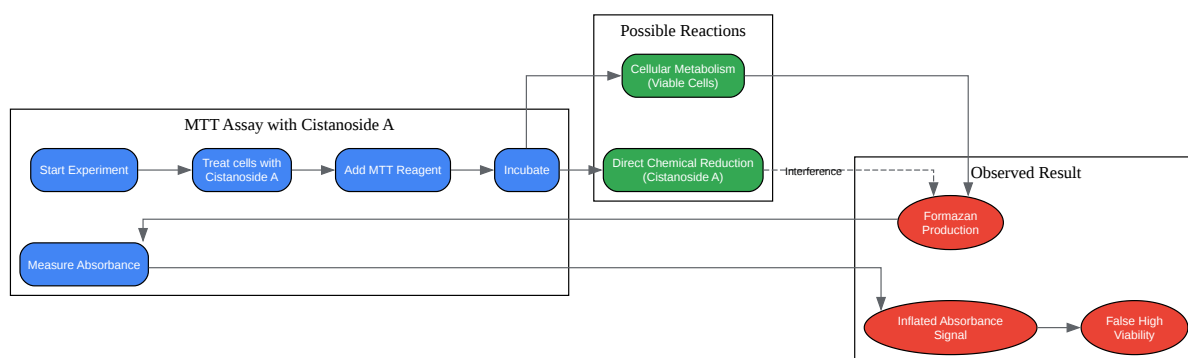 Possible Reactions
Cellular Metabolism
(Viable Cells)
MTT Assay with Cistanoside A
Start Experiment
Treat cells with
Cistanoside A
Add MTT Reagent
Incubate
Direct Chemical Reduction
(Cistanoside A)
Interference
Observed Result
Formazan
Production
Measure Absorbance
Inflated Absorbance
Signal
False High
Viability